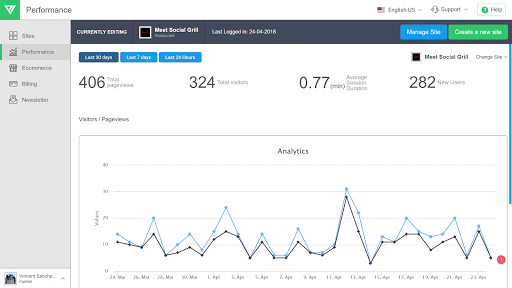 Performance
English-US
Support
Help
Sites
Performance
Ecommerce
Billing
Newsletter
CURRENTLY EDITING
Meet Social Grill
Restaurant
Last Logged in: 24-04-2018
Manage Site
Create a new site
Last 30 days
Last 7 days
Last 24 Hours
Meet Social Grill
Change Site
406 Total pageviews
324 Total visitors
0.77(min) Average Session Duration
282 New Users
Visitors / Pageviews
Analytics
Values
40
30
20
10
0
24. Mar
26. Mar
28. Mar
30. Mar
1. Apr
3. Apr
5. Apr
7. Apr
9. Apr
11. Apr
13. Apr
15. Apr
17. Apr
19. Apr
21. Apr
23. Apr
Vincent Sanche...
Owner